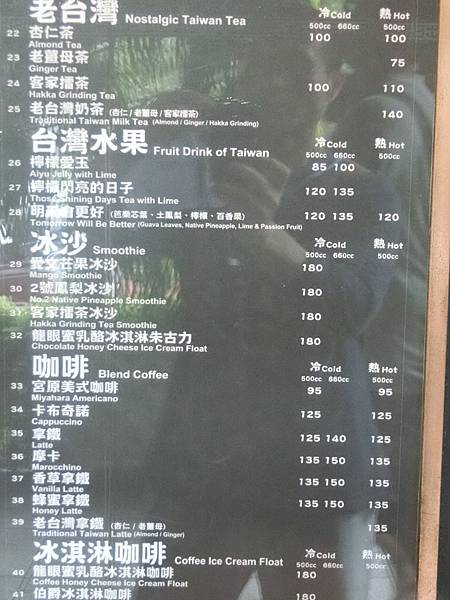 老台灣 Nostalgic Taiwan Tea 冷Cold 熱Hot
500cc 660cc 500cc
22 杏仁茶 100 100
Almond Tea
23 老薑母茶 75
Ginger Tea
24 客家擂茶 100 110
Hakka Grinding Tea
25 老台灣奶茶 (杏仁/老薑母/客家擂茶) 140
Traditional Taiwan Milk Tea (Almond / Ginger / Hakka Grinding)
台灣水果 Fruit Drink of Taiwan 冷Cold 熱Hot
500cc 660cc 500cc
26 檸檬愛玉 85 100
Aiyu Jelly with Lime
27 檸檬閃亮的日子 120 135
Those Shining Days Tea with Lime
28 明天會更好 (芭樂芯葉、土鳳梨、檸檬、百香果) 120 135 120
Tomorrow Will Be Better (Guava Leaves, Native Pineapple, Lime & Passion Fruit)
冰沙 Smoothie 冷Cold 熱Hot
500cc 660cc 500cc
29 愛文芒果冰沙 180
Mango Smoothie
30 2號鳳梨冰沙 180
No.2 Native Pineapple Smoothie
31 客家擂茶冰沙 180
Hakka Grinding Tea Smoothie
32 龍眼蜜乳酪冰淇淋朱古力 180
Chocolate Honey Cheese Ice Cream Float
咖啡 Blend Coffee 冷Cold 熱Hot
500cc 660cc 500cc
33 宮原美式咖啡 95 95
Miyahara Americano
34 卡布奇諾 125 125
Cappuccino
35 拿鐵 125 140 125
Latte
36 摩卡 135 150 135
Marocchino
37 香草拿鐵 135 150 135
Vanilla Latte
38 蜂蜜拿鐵 135 150 135
Honey Latte
39 老台灣拿鐵 (杏仁/老薑母) 135
Traditional Taiwan Latte (Almond / Ginger)
冰淇淋咖啡 Coffee Ice Cream Float 冷Cold 熱Hot
500cc 660cc 500cc
40 龍眼蜜乳酪冰淇淋咖啡 180
Coffee Honey Cheese Ice Cream Float
41 伯爵冰淇淋咖啡 180